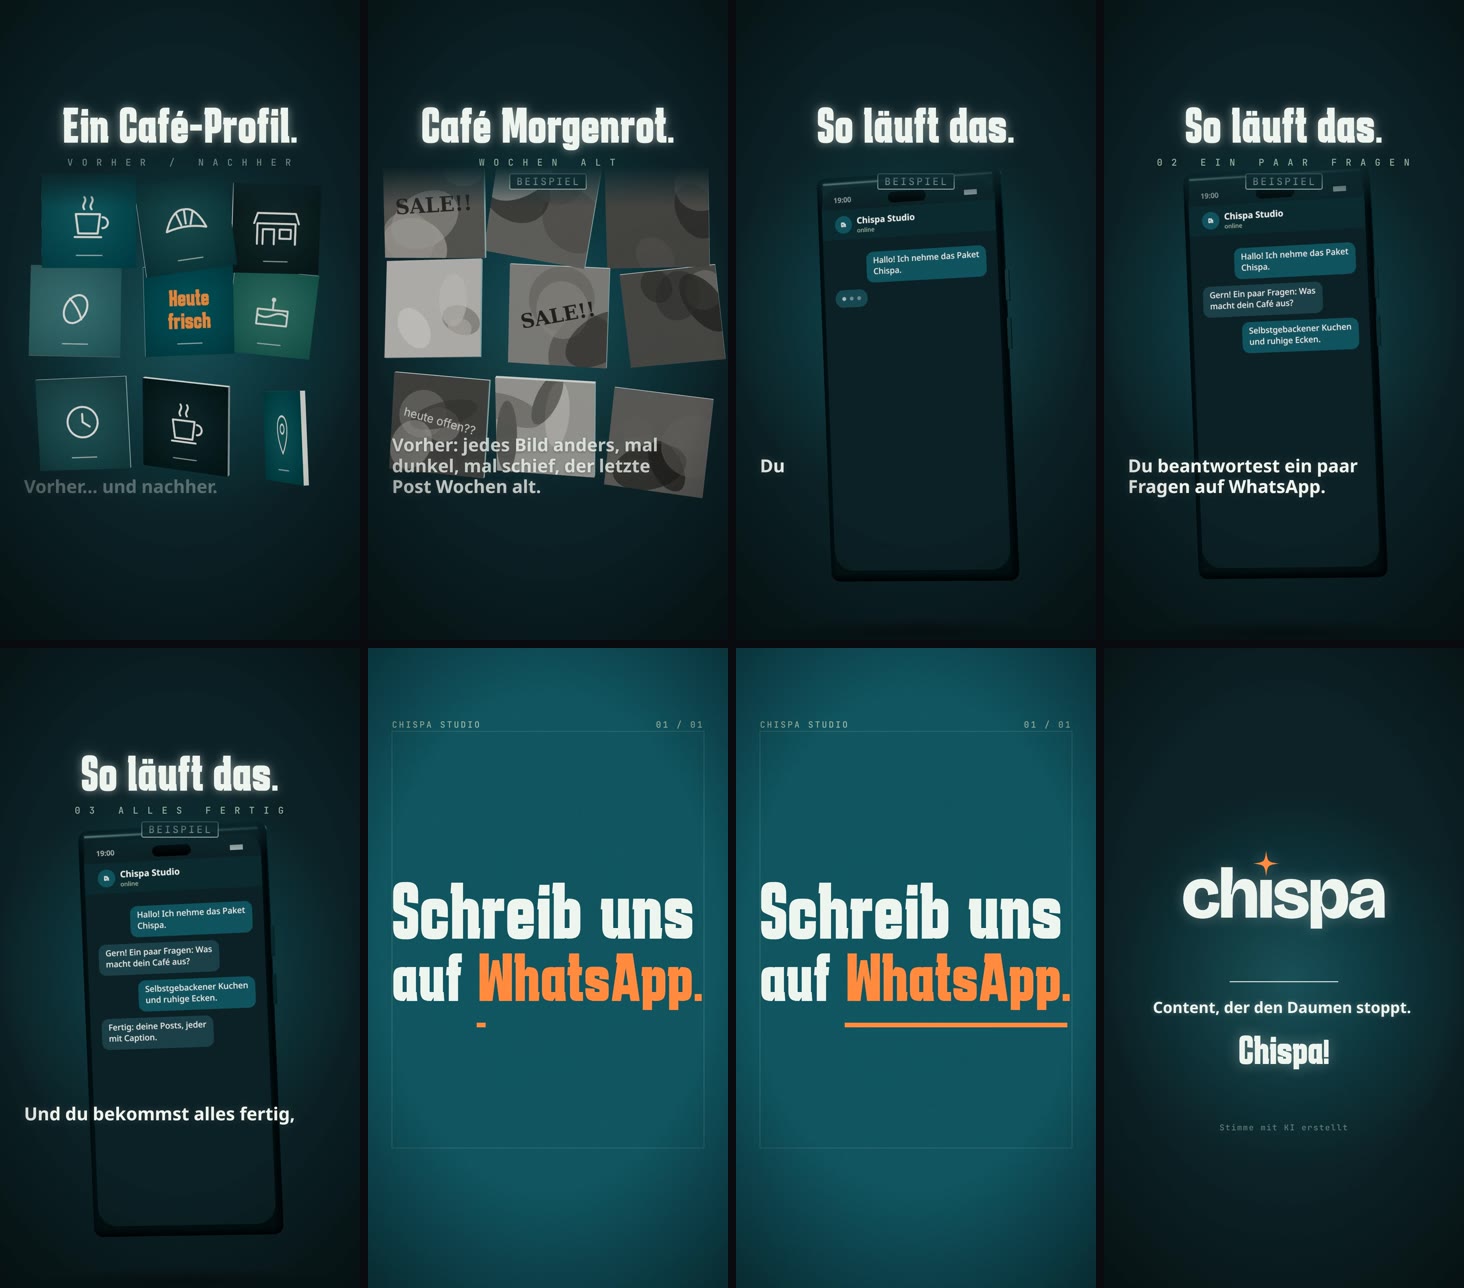 Ein Café-Profil.
VORHER / NACHHER
Heute
frisch
Vorher... und nachher.
Café Morgenrot.
WOCHEN ALT
BEISPIEL
SALE!!
SALE!!
heute offen??
Vorher: jedes Bild anders, mal
dunkel, mal schief, der letzte
Post Wochen alt.
So läuft das.
BEISPIEL
19:00
Chispa Studio
online
Hallo! Ich nehme das Paket
Chispa.
Du
So läuft das.
02 EIN PAAR FRAGEN
BEISPIEL
19:00
Chispa Studio
online
Hallo! Ich nehme das Paket
Chispa.
Gern! Ein paar Fragen: Was
macht dein Café aus?
Selbstgebackener Kuchen
und ruhige Ecken.
Du beantwortest ein paar
Fragen auf WhatsApp.
So läuft das.
03 ALLES FERTIG
BEISPIEL
19:00
Chispa Studio
online
Hallo! Ich nehme das Paket
Chispa.
Gern! Ein paar Fragen: Was
macht dein Café aus?
Selbstgebackener Kuchen
und ruhige Ecken.
Fertig: deine Posts, jeder
mit Caption.
Und du bekommst alles fertig,
CHISPA STUDIO 01 / 01
Schreib uns
auf WhatsApp.
CHISPA STUDIO 01 / 01
Schreib uns
auf WhatsApp.
chispa
Content, der den Daumen stoppt.
Chispa!
Stimme mit KI erstellt